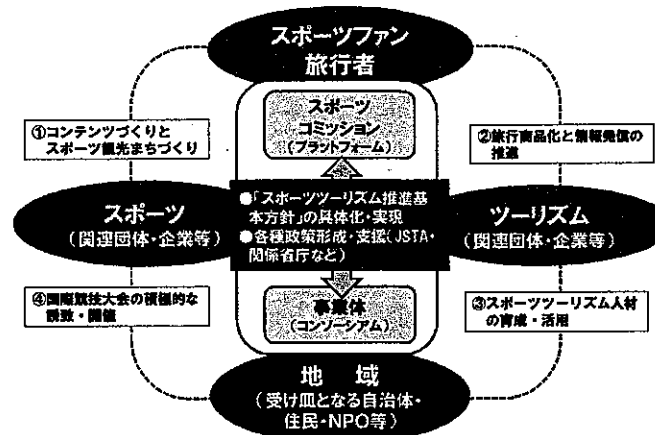 スポーツファン
旅行者
スポーツ
コミッション
(プラットフォーム)
①コンテンツづくりと
スポーツ観光まちづくり
②旅行商品化と情報発信の
推進
●「スポーツツーリズム推進基
本方針」の具体化・実現
●各種政策形成・支援(JSTA・
関係省庁など)
スポーツ
(関連団体・企業等)
ツーリズム
(関連団体・企業等)
④国際競技大会の積極的な
誘致・開催
③スポーツツーリズム人材
の育成・活用
事業体
(コンソーシアム)
地 域
(受け皿となる自治体・
住民・NPO等)